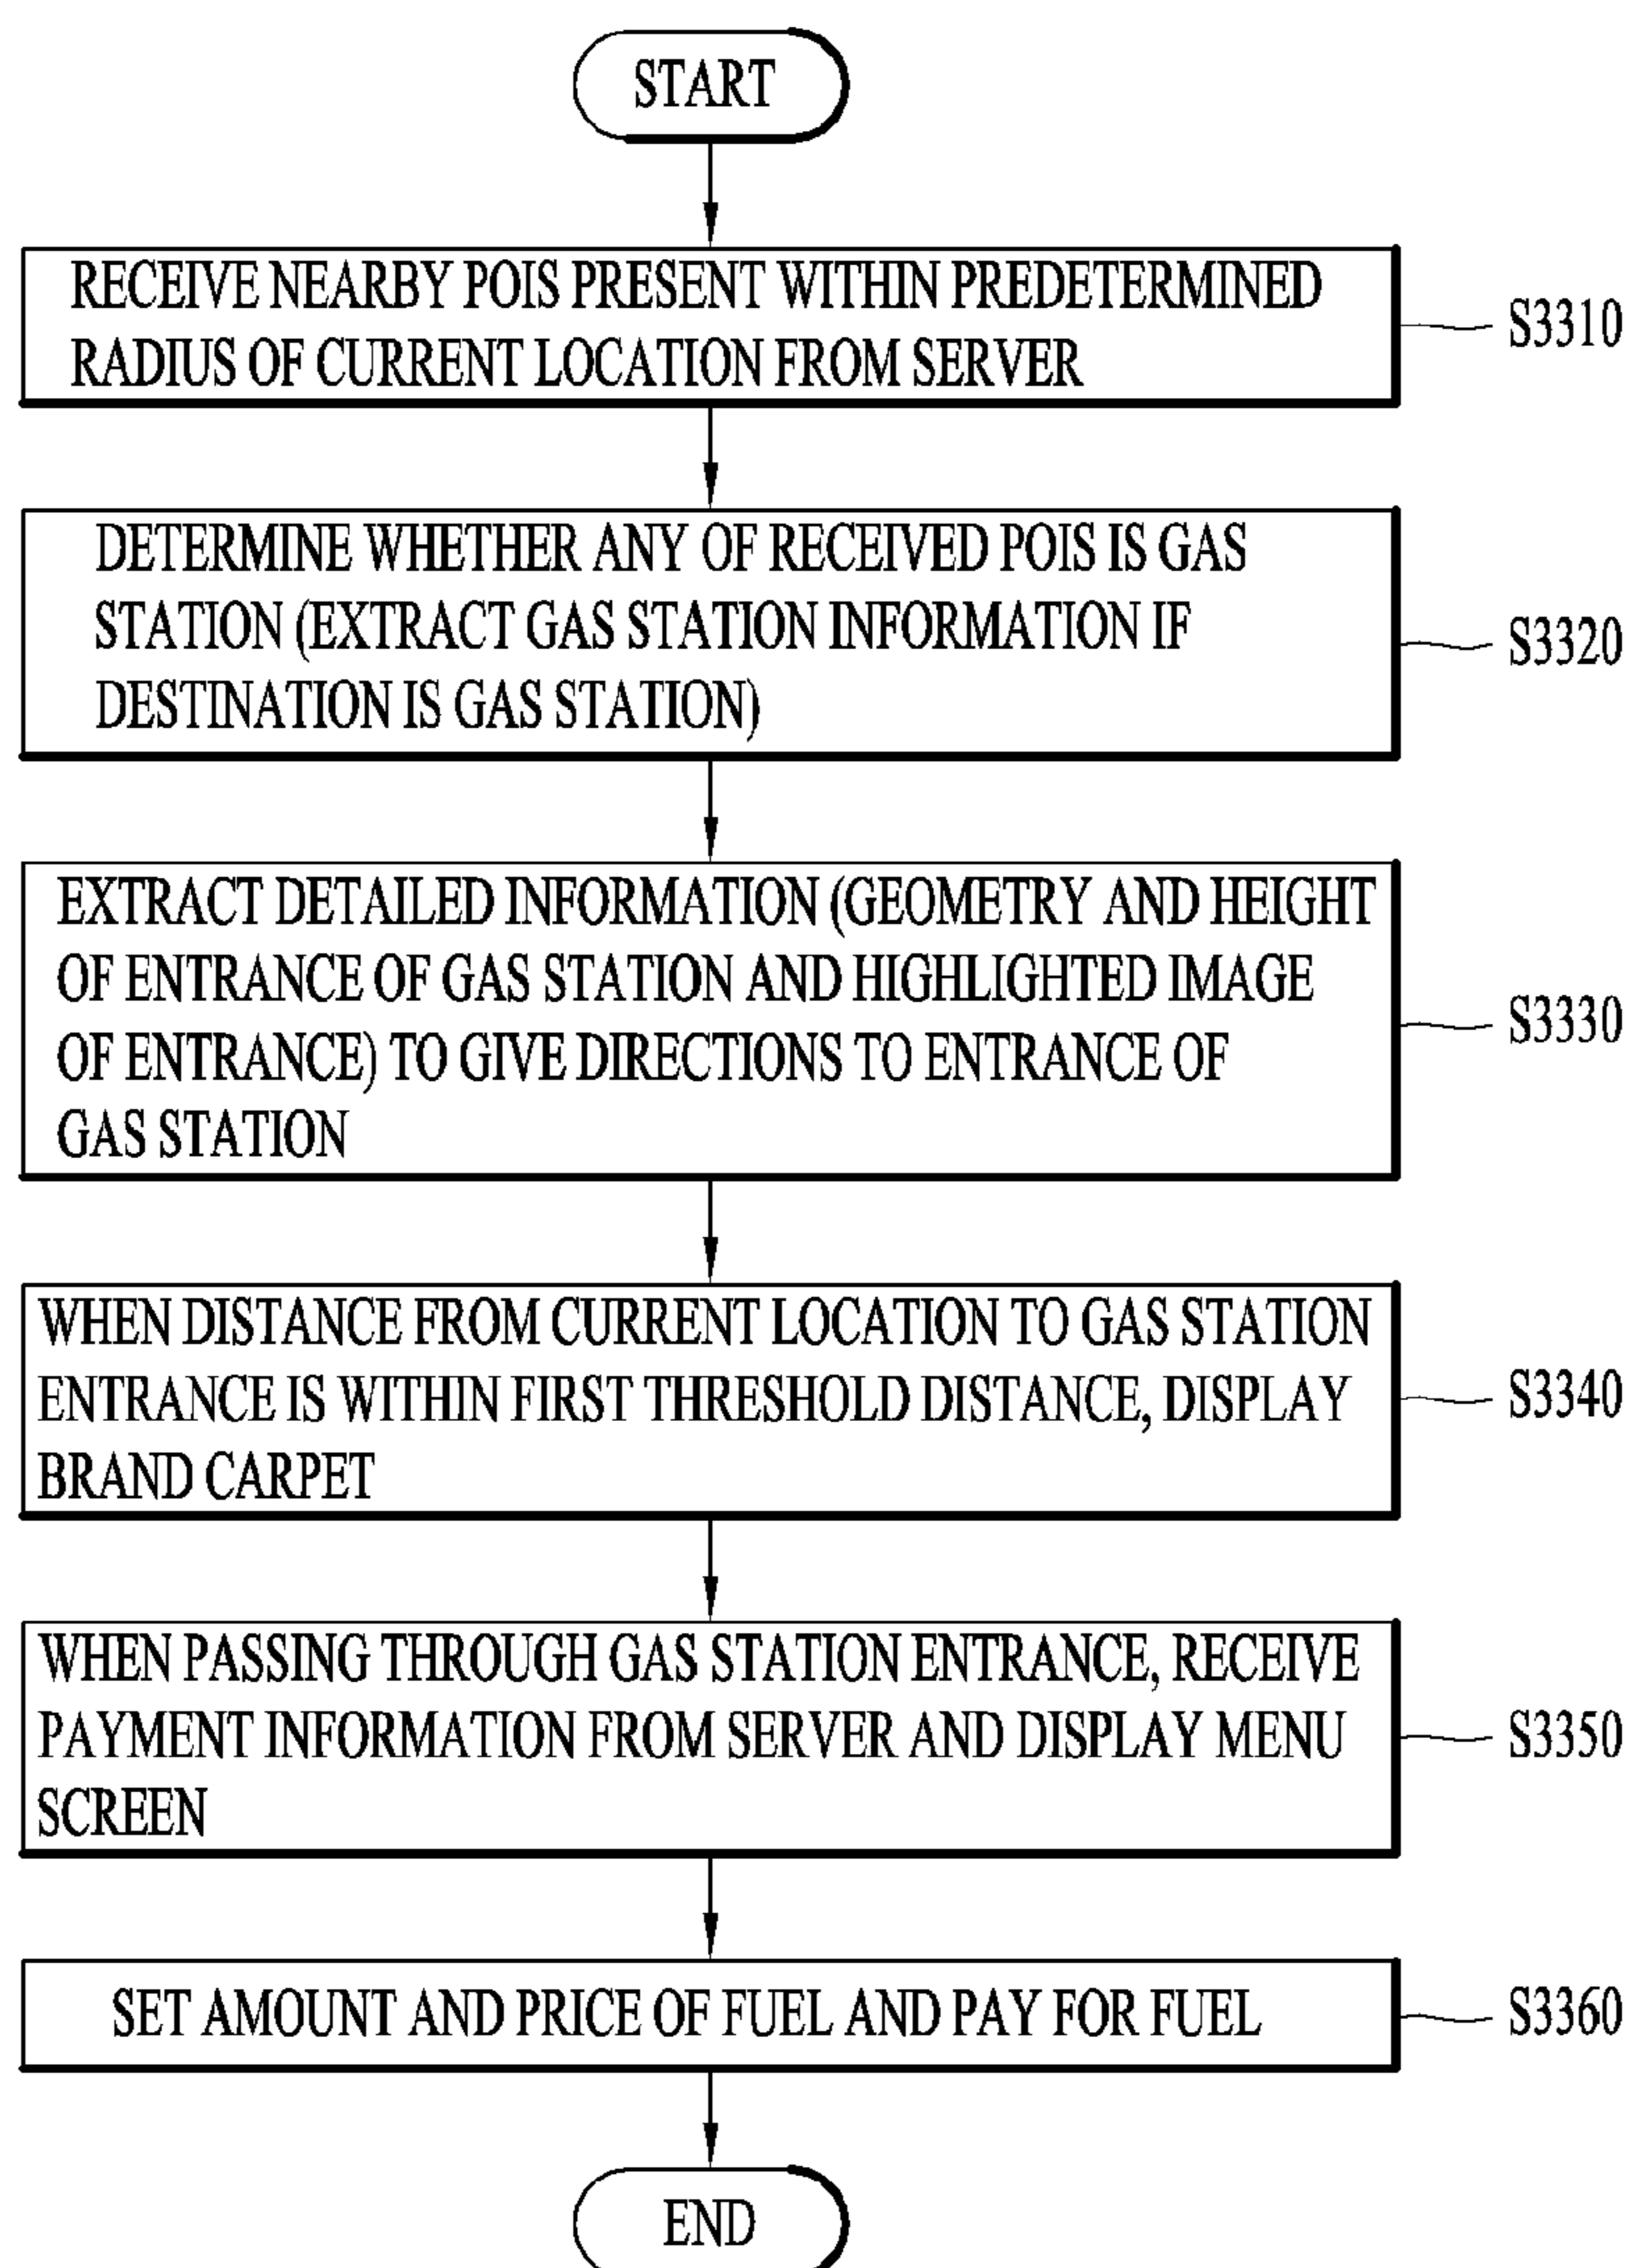 START
RECEIVE NEARBY POIS PRESENT WITHIN PREDETERMINED
RADIUS OF CURRENT LOCATION FROM SERVER
S3310
DETERMINE WHETHER ANY OF RECEIVED POIS IS GAS
STATION (EXTRACT GAS STATION INFORMATION IF
DESTINATION IS GAS STATION)
S3320
EXTRACT DETAILED INFORMATION (GEOMETRY AND HEIGHT
OF ENTRANCE OF GAS STATION AND HIGHLIGHTED IMAGE
OF ENTRANCE) TO GIVE DIRECTIONS TO ENTRANCE OF
GAS STATION
S3330
WHEN DISTANCE FROM CURRENT LOCATION TO GAS STATION
ENTRANCE IS WITHIN FIRST THRESHOLD DISTANCE, DISPLAY
BRAND CARPET
S3340
WHEN PASSING THROUGH GAS STATION ENTRANCE, RECEIVE
PAYMENT INFORMATION FROM SERVER AND DISPLAY MENU
SCREEN
S3350
SET AMOUNT AND PRICE OF FUEL AND PAY FOR FUEL
S3360
END